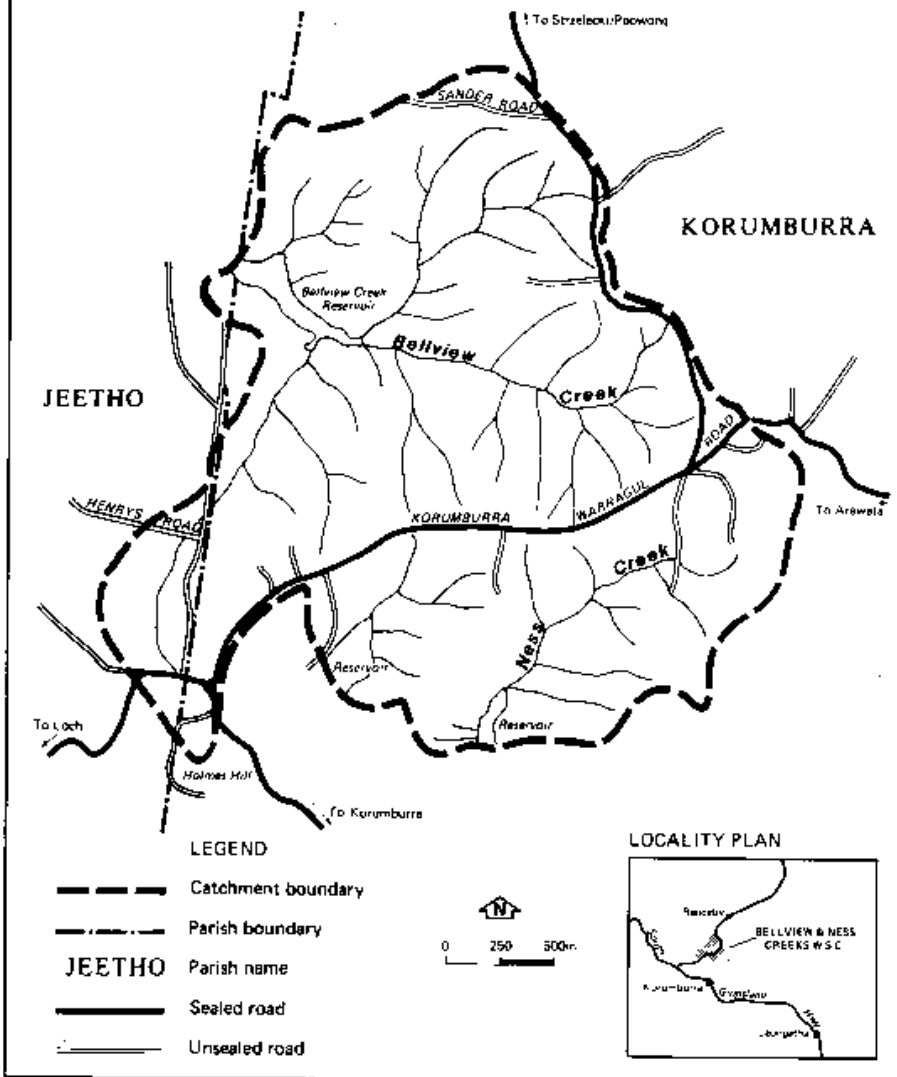 To Strzelecki/Poowong
SANDER ROAD
KORUMBURRA
Bellview Creek
Reservoir
Bellview
Creek
JEETHO
ROAD
WARRAGUL
KORUMBURRA
HENRYS ROAD
To Arawata
Creek
Ness
Reservoir
Reservoir
To Loch
Holmes Hill
To Korumburra
LEGEND
Catchment boundary
Parish boundary
JEETHO Parish name
Sealed road
Unsealed road
N
0 250 500m
LOCALITY PLAN
BELLVIEW & NESS
CREEKS W S C
Korumburra
Hwy